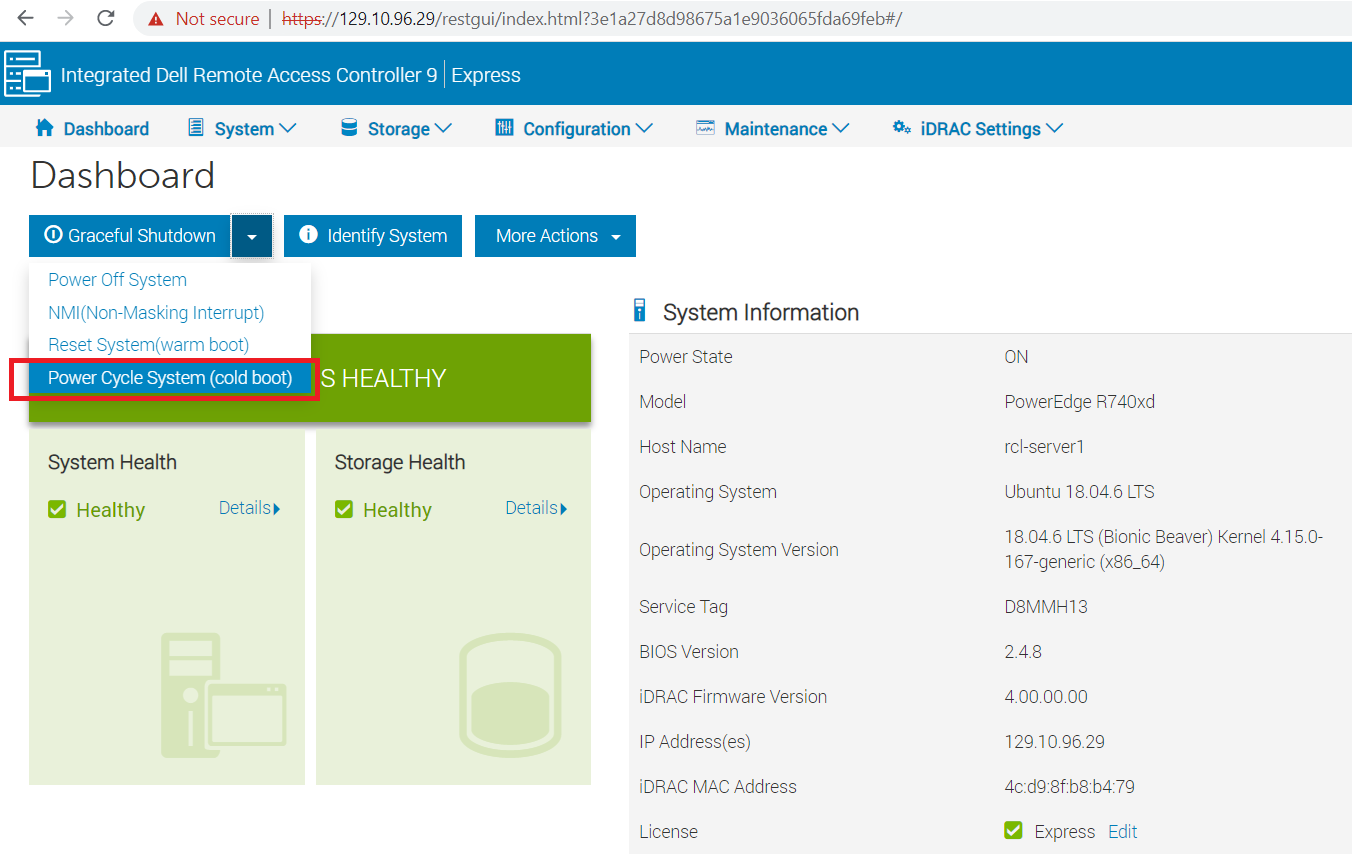 Not secure | https://129.10.96.29/restgui/index.html?3e1a27d8d98675a1e9036065fda69feb#/
Integrated Dell Remote Access Controller 9 | Express
Dashboard System Storage Configuration Maintenance iDRAC Settings
Dashboard
Graceful Shutdown Identify System More Actions
Power Off System
NMI(Non-Masking Interrupt)
Reset System(warm boot)
Power Cycle System (cold boot)
S HEALTHY
System Health
Healthy Details
Storage Health
Healthy Details
System Information
Power State ON
Model PowerEdge R740xd
Host Name rcl-server1
Operating System Ubuntu 18.04.6 LTS
Operating System Version 18.04.6 LTS (Bionic Beaver) Kernel 4.15.0-
167-generic (x86_64)
Service Tag D8MMH13
BIOS Version 2.4.8
iDRAC Firmware Version 4.00.00.00
IP Address(es) 129.10.96.29
iDRAC MAC Address 4c:d9:8f:b8:b4:79
License Express Edit